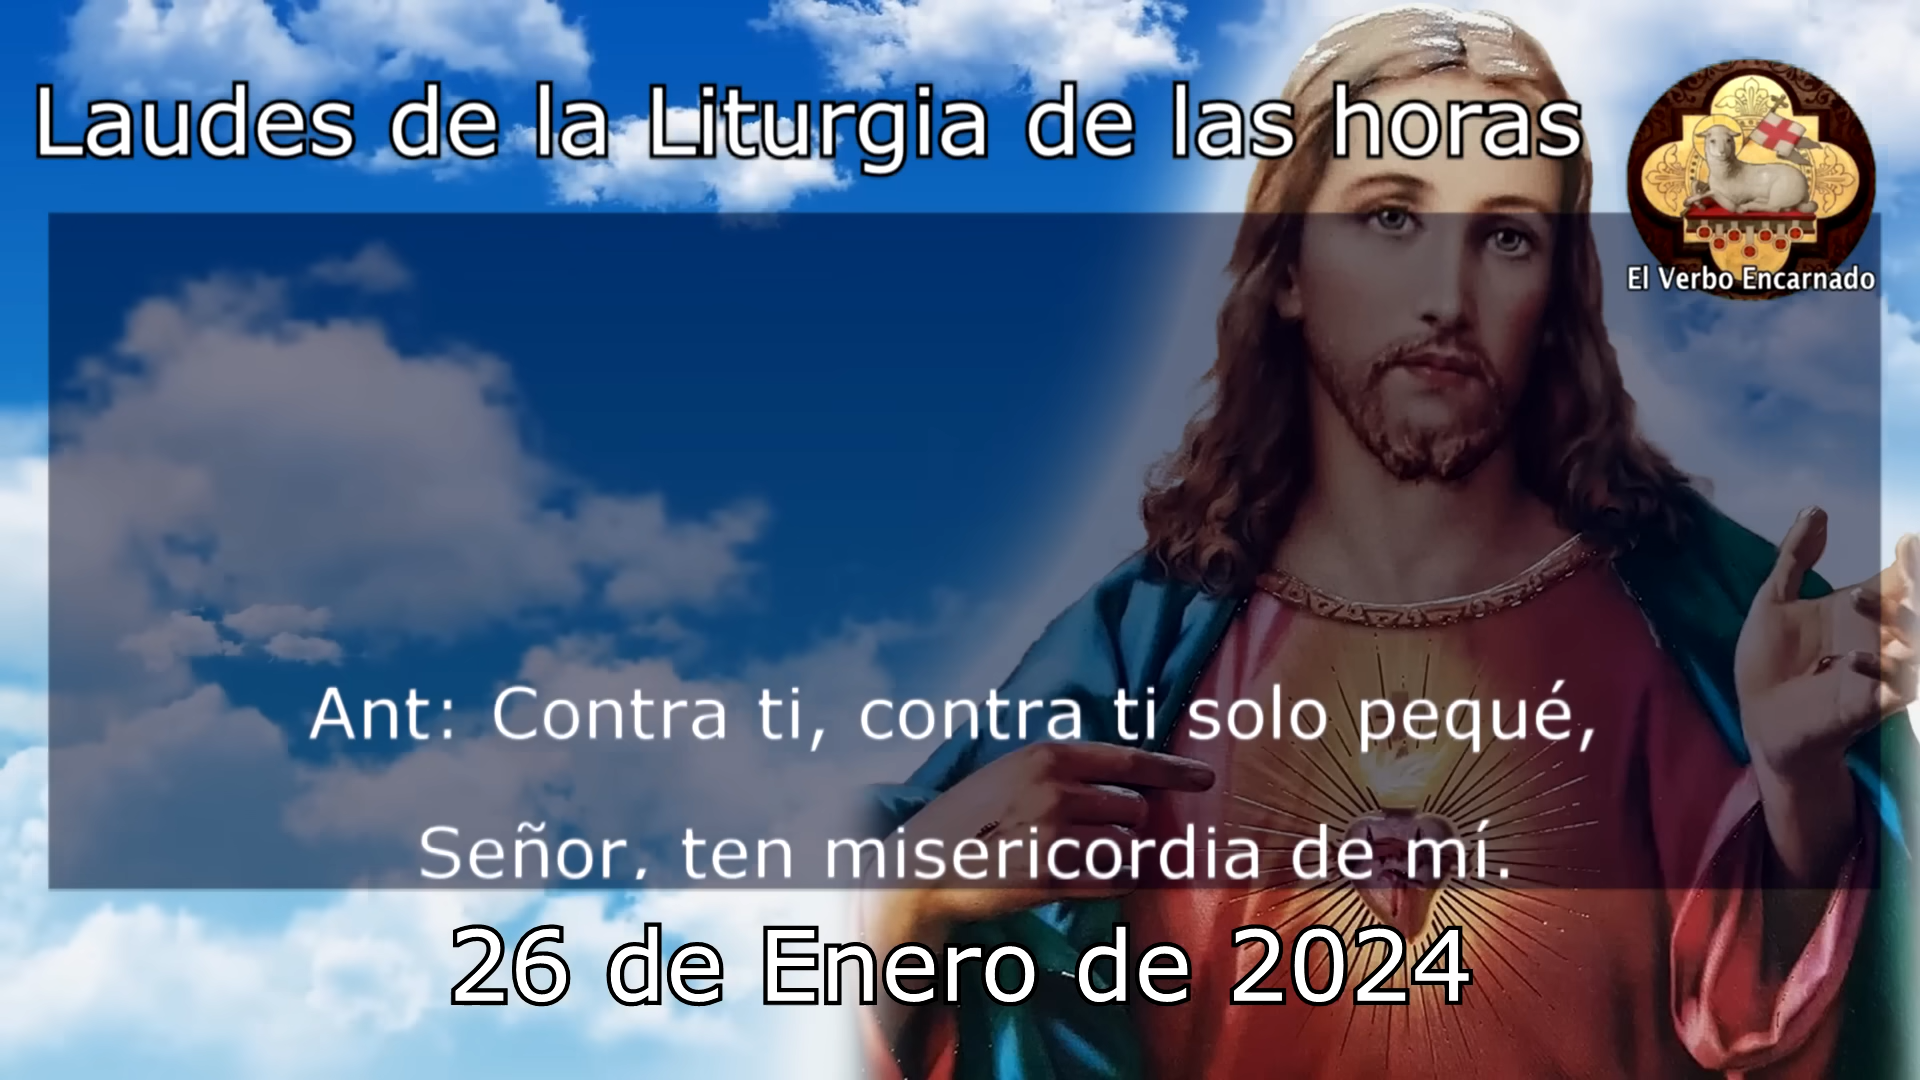 Laudes de la Liturgia de las horas
El Verbo Encarnado
Ant: Contra ti, contra ti solo pequé,
Señor, ten misericordia de mí.
26 de Enero de 2024